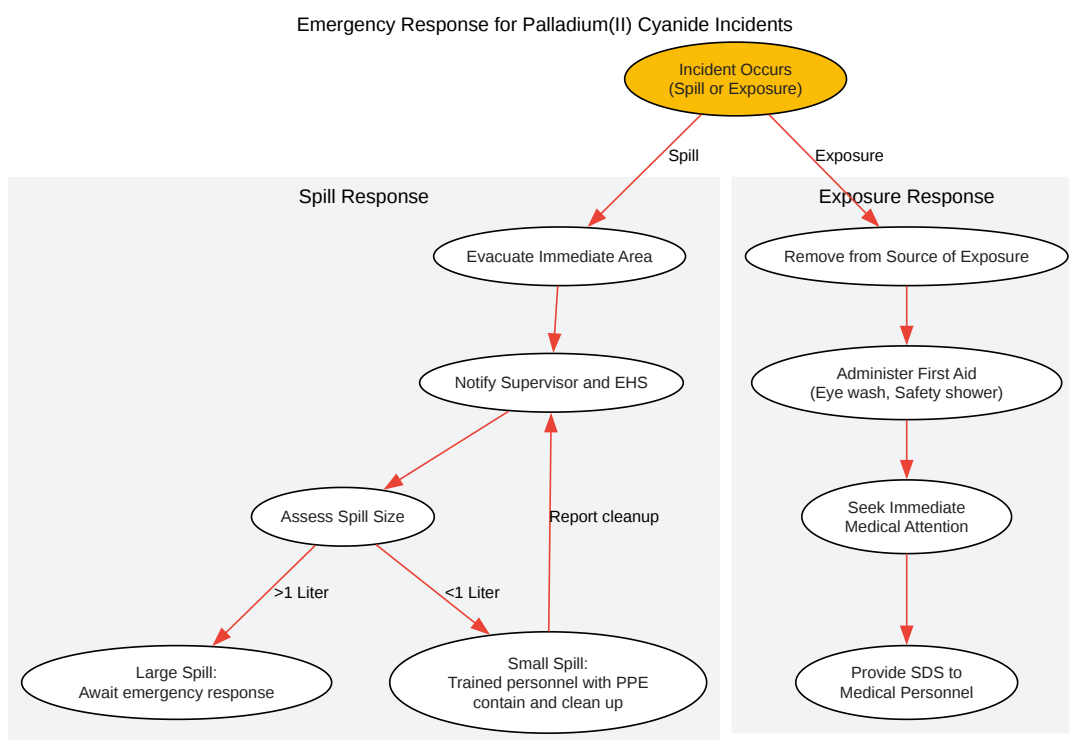 Emergency Response for Palladium(II) Cyanide Incidents
Incident Occurs
(Spill or Exposure)
Spill
Exposure
Spill Response
Exposure Response
Evacuate Immediate Area
Remove from Source of Exposure
Notify Supervisor and EHS
Administer First Aid
(Eye wash, Safety shower)
Assess Spill Size
Report cleanup
Seek Immediate
Medical Attention
>1 Liter
<1 Liter
Large Spill:
Await emergency response
Small Spill:
Trained personnel with PPE
contain and clean up
Provide SDS to
Medical Personnel